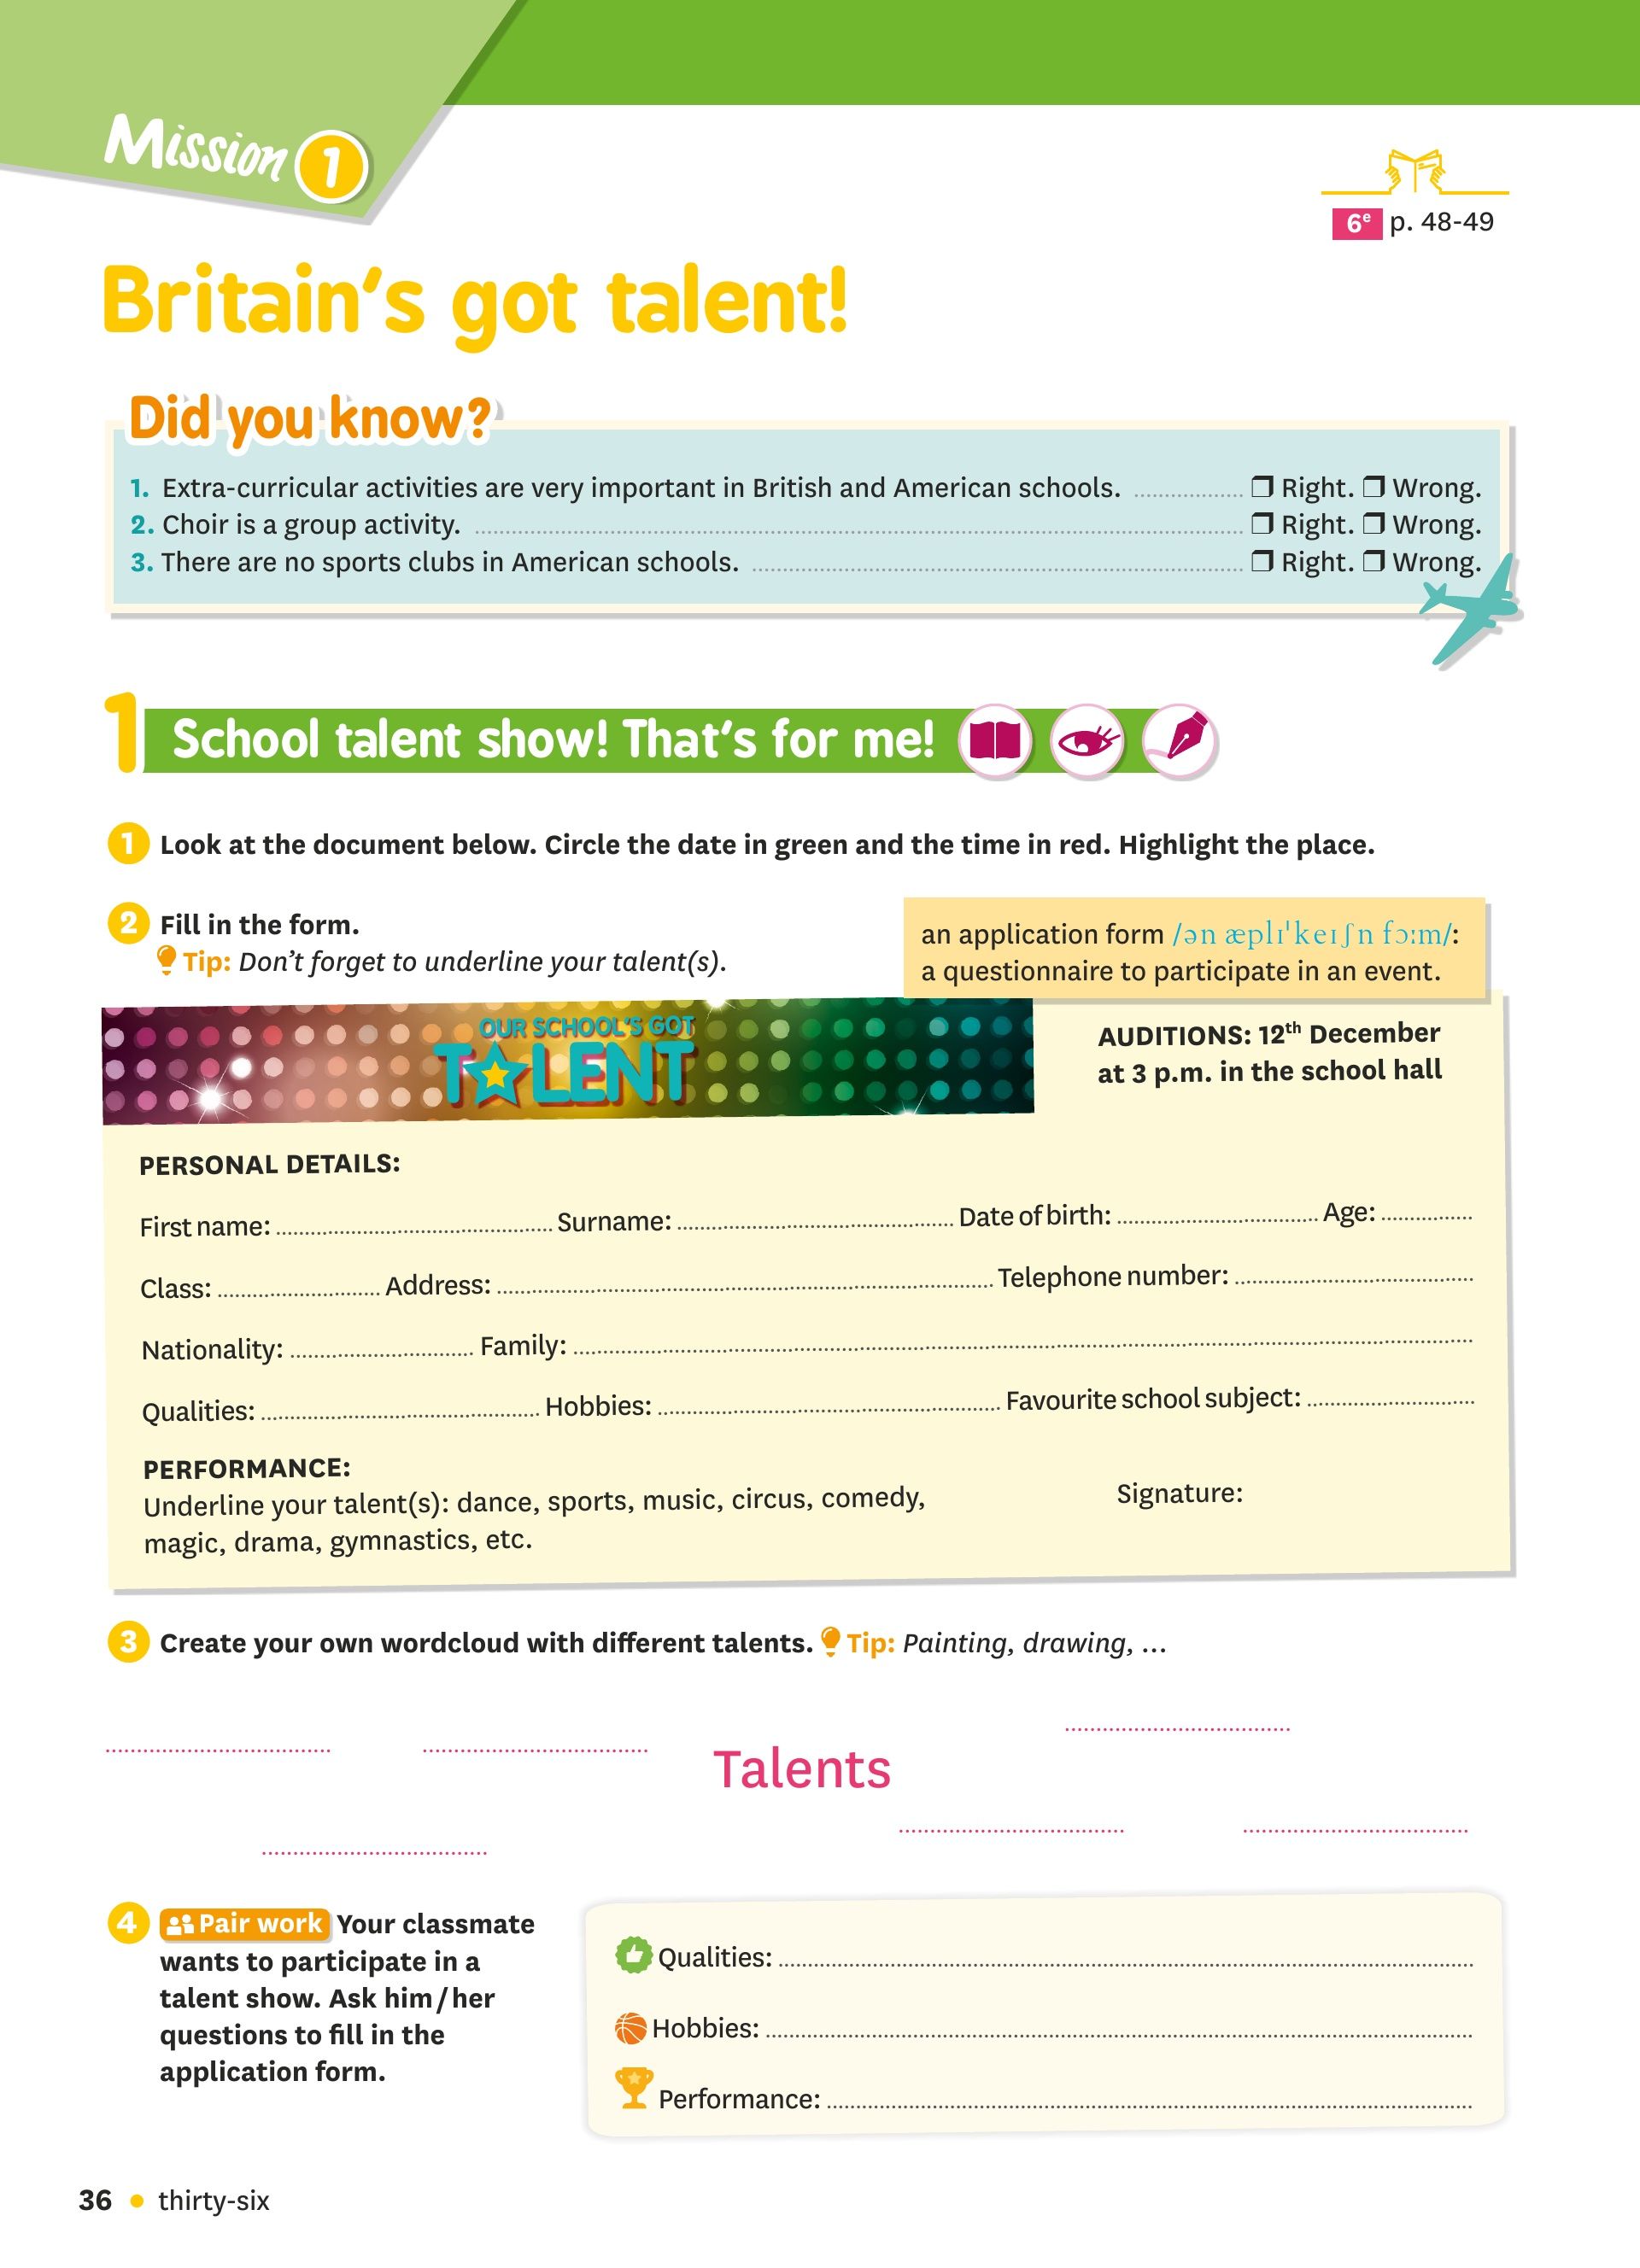 Mission 1
6e p. 48-49
Britain's got talent!
Did you know?
1. Extra-curricular activities are very important in British and American schools. ❒ Right. ❒ Wrong.
2. Choir is a group activity. ❒ Right. ❒ Wrong.
3. There are no sports clubs in American schools. ❒ Right. ❒ Wrong.
1 School talent show! That's for me!
1 Look at the document below. Circle the date in green and the time in red. Highlight the place.
2 Fill in the form.
Tip: Don't forget to underline your talent(s).
an application form /ən æplɪˈkeɪʃn fɔːm/:
a questionnaire to participate in an event.
OUR SCHOOL'S GOT
TALENT
AUDITIONS: 12th December
at 3 p.m. in the school hall
PERSONAL DETAILS:
First name: Surname: Date of birth: Age:
Class: Address: Telephone number:
Nationality: Family:
Qualities: Hobbies: Favourite school subject:
PERFORMANCE:
Underline your talent(s): dance, sports, music, circus, comedy,
magic, drama, gymnastics, etc.
Signature:
3 Create your own wordcloud with different talents. Tip: Painting, drawing, ...
Talents
4 Pair work Your classmate
wants to participate in a
talent show. Ask him/her
questions to fill in the
application form.
Qualities:
Hobbies:
Performance:
36 • thirty-six